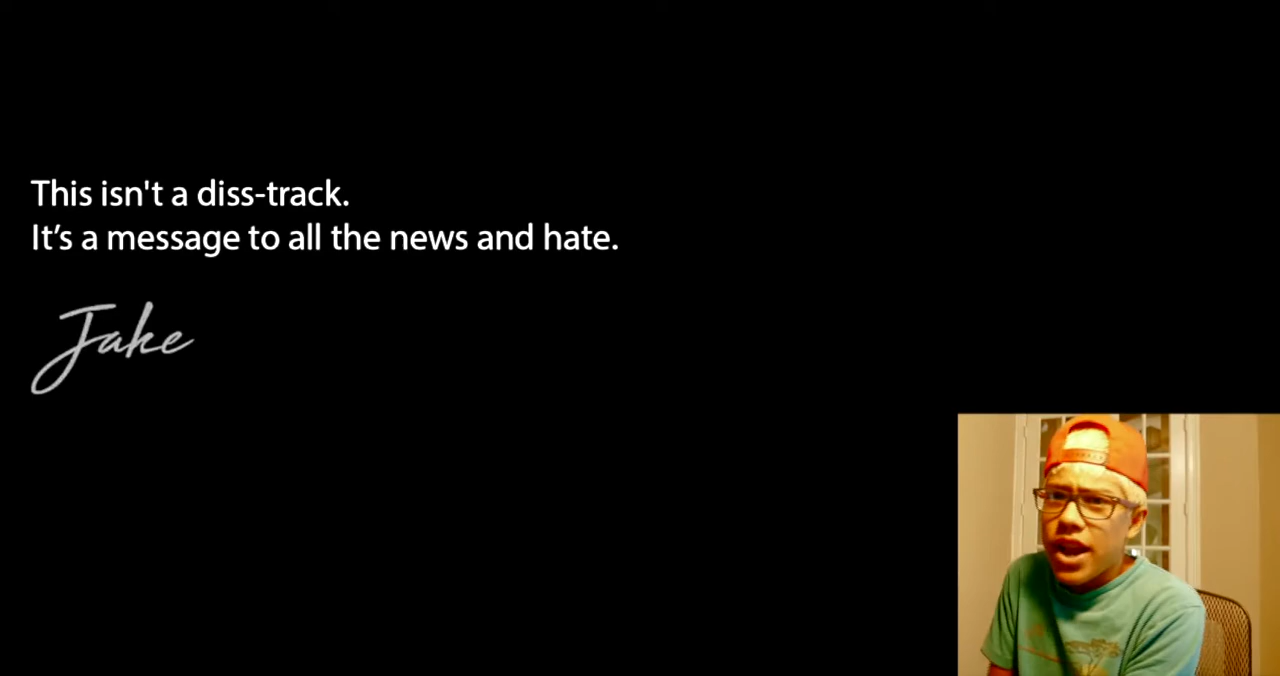 This isn't a diss-track.
It’s a message to all the news and hate.
Jake